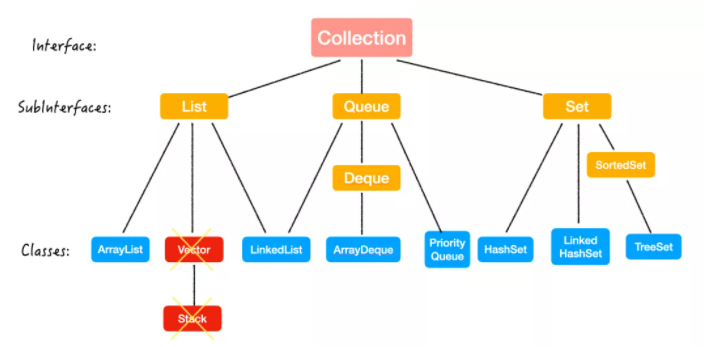 Interface:
Collection
SubInterfaces:
List
Queue
Set
Deque
SortedSet
Classes:
ArrayList
Vector
LinkedList
ArrayDeque
Priority
Queue
HashSet
Linked
HashSet
TreeSet
Stack